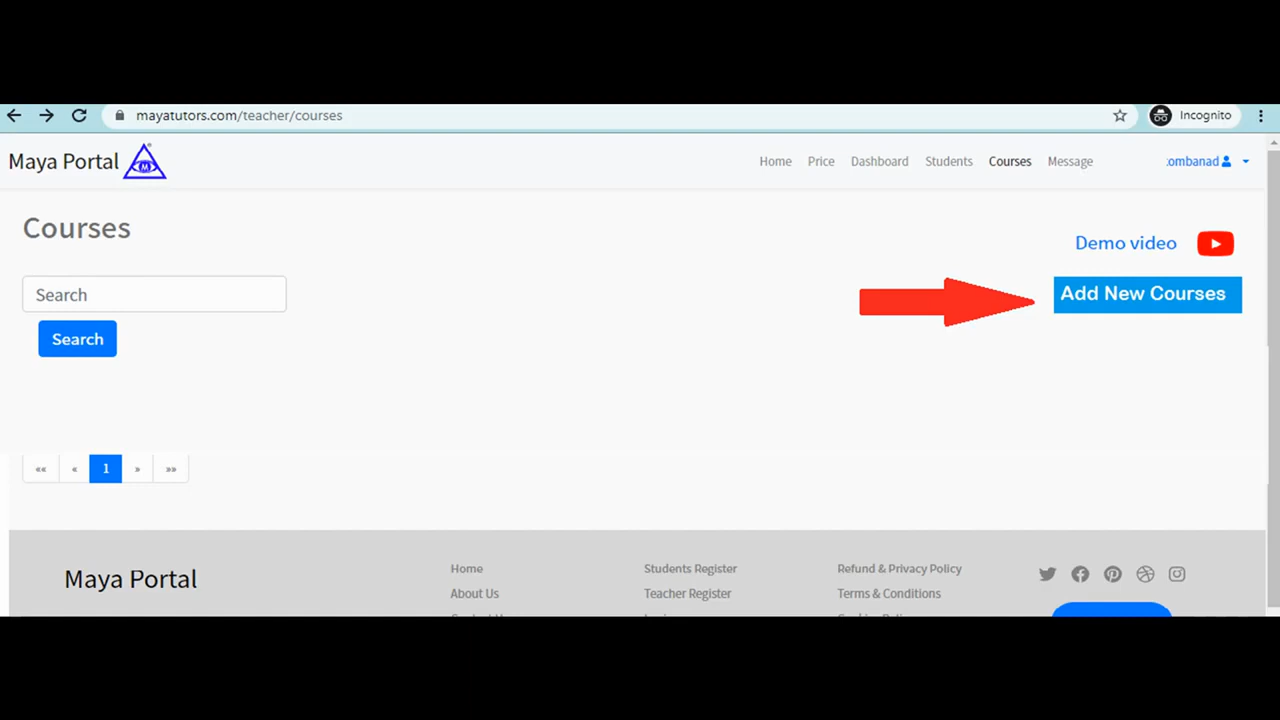 mayatutors.com/teacher/courses
Incognito
Maya Portal M Home Price Dashboard Students Courses Message
Courses
Demo video
Search
Add New Courses
Search
«« « 1 » »»
Maya Portal
Home
About Us
Students Register
Teacher Register
Refund & Privacy Policy
Terms & Conditions